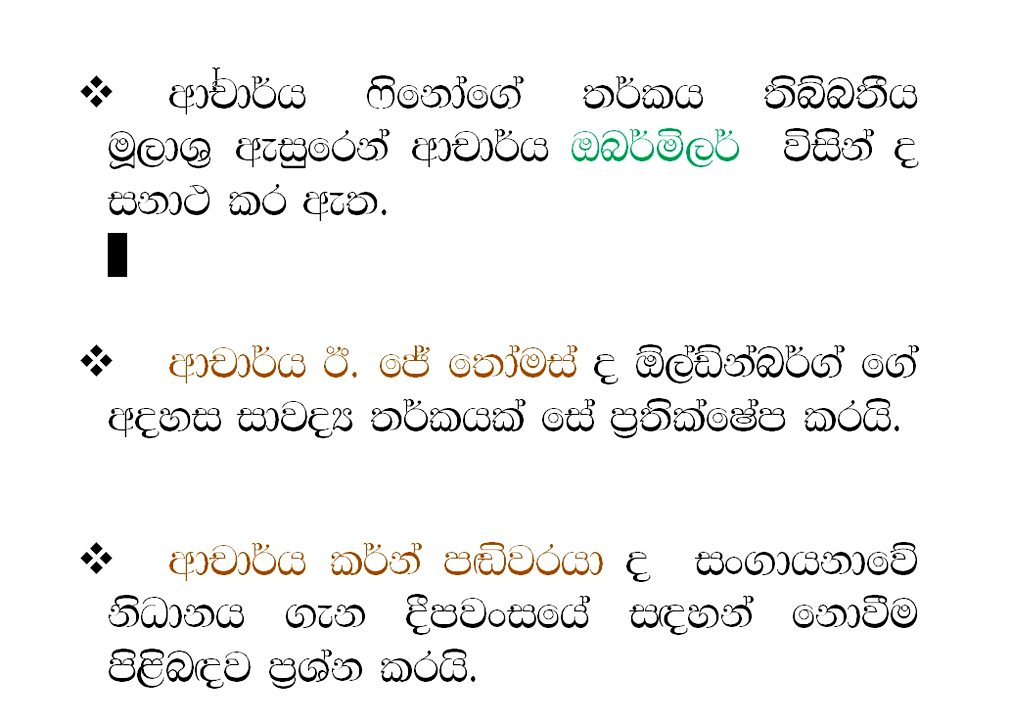 ❖ ආචාර්ය ෆිනෝගේ තර්කය තිබ්බතීය
මූලාශ්‍ර ඇසුරෙන් ආචාර්ය ඔබර්මිලර් විසින් ද
සනාථ කර ඇත.
❖ ආචාර්ය ඊ. ජේ තෝමස් ද ඕල්ඩ්න්බර්ග් ගේ
අදහස සාවද්‍ය තර්කයක් සේ ප්‍රතික්ෂේප කරයි.
❖ ආචාර්ය කර්න් පඬිවරයා ද සංගායනාවේ
නිධානය ගැන දීපවංසයේ සඳහන් නොවීම
පිළිබඳව ප්‍රශ්න කරයි.